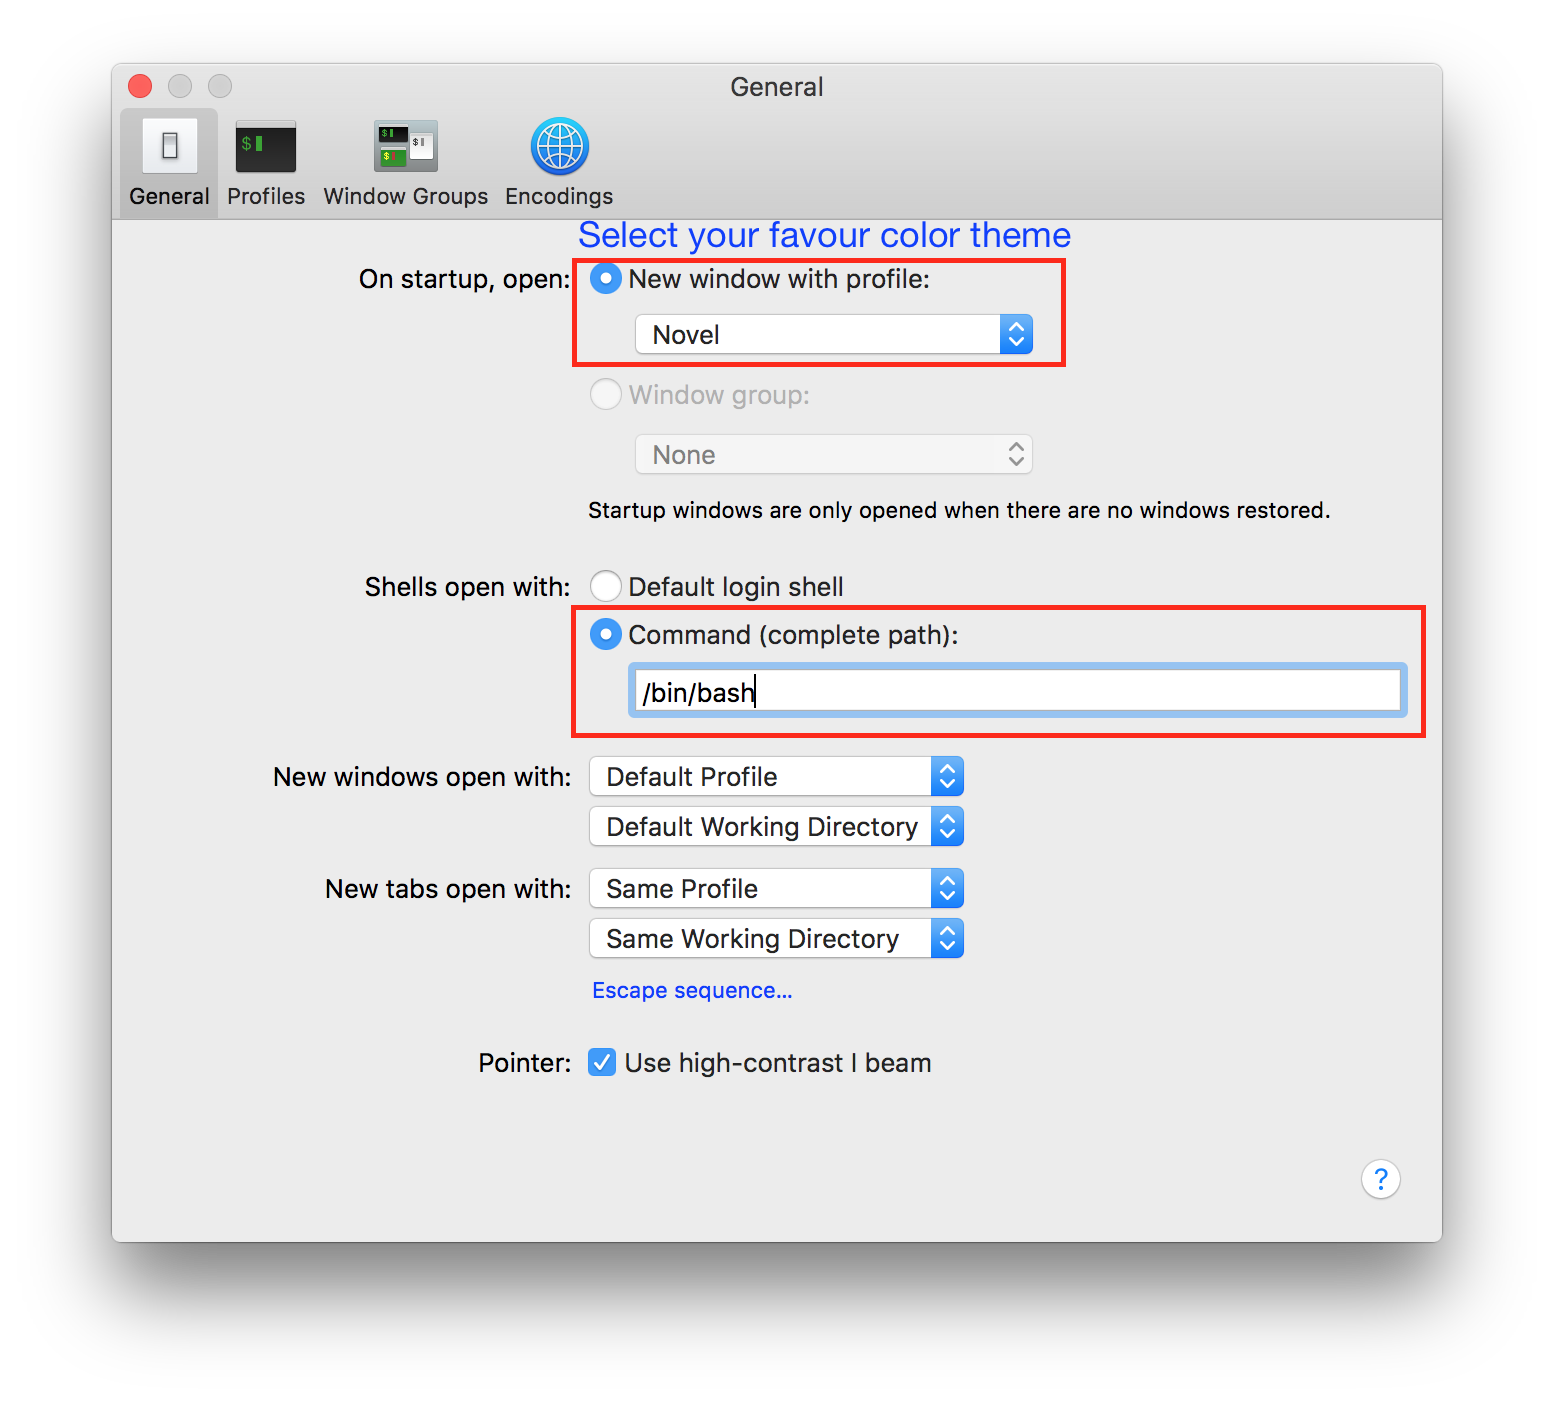 General
General Profiles Window Groups Encodings
Select your favour color theme
On startup, open: New window with profile:
Novel
Window group:
None
Startup windows are only opened when there are no windows restored.
Shells open with: Default login shell
Command (complete path):
/bin/bash
New windows open with: Default Profile
Default Working Directory
New tabs open with: Same Profile
Same Working Directory
Escape sequence...
Pointer: Use high-contrast I beam
?